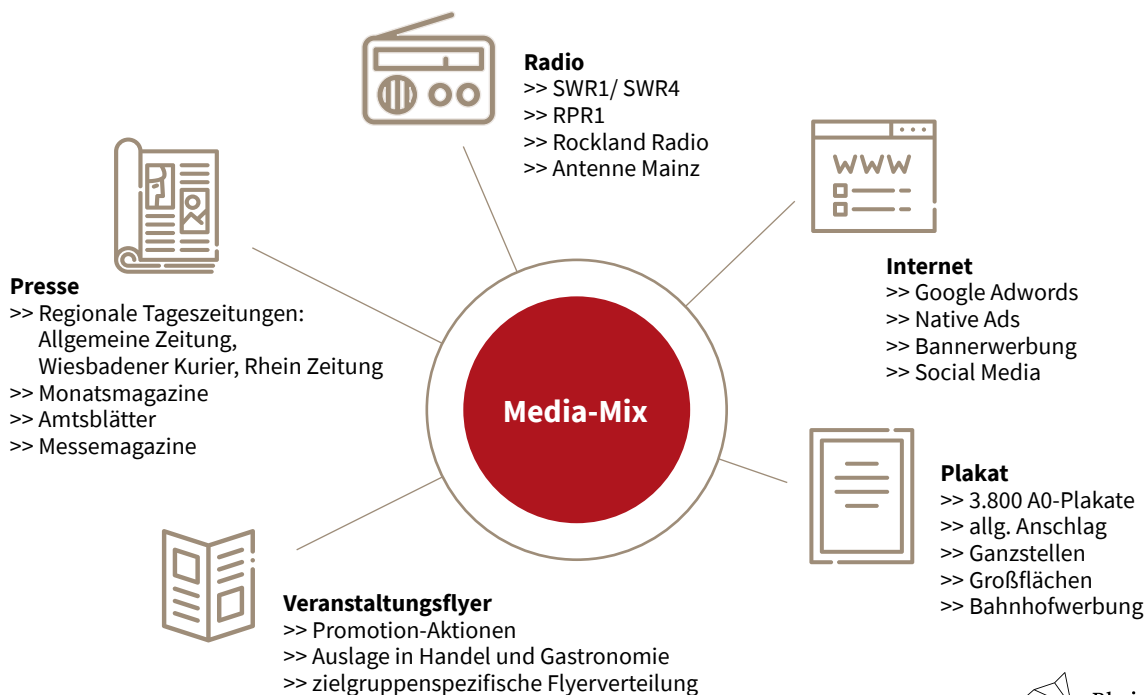 Radio
>> SWR1/ SWR4
>> RPR1
>> Rockland Radio
>> Antenne Mainz
WWW
Internet
>> Google Adwords
>> Native Ads
>> Bannerwerbung
>> Social Media
Presse
>> Regionale Tageszeitungen:
Allgemeine Zeitung,
Wiesbadener Kurier, Rhein Zeitung
>> Monatsmagazine
>> Amtsblätter
>> Messemagazine
Media-Mix
Plakat
>> 3.800 A0-Plakate
>> allg. Anschlag
>> Ganzstellen
>> Großflächen
>> Bahnhofwerbung
Veranstaltungsflyer
>> Promotion-Aktionen
>> Auslage in Handel und Gastronomie
>> zielgruppenspezifische Flyerverteilung